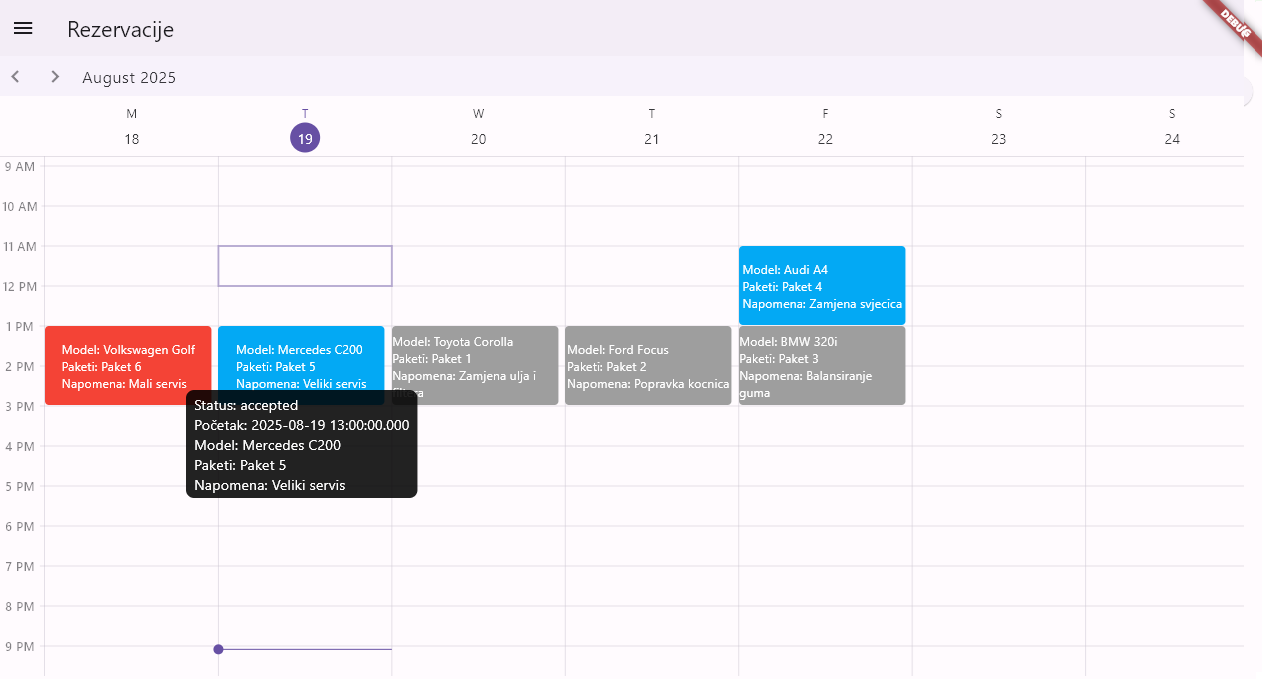 Rezervacije
DEBUG
August 2025
M T W T F S S
18 19 20 21 22 23 24
9 AM
10 AM
11 AM
12 PM
1 PM
2 PM
3 PM
4 PM
5 PM
6 PM
7 PM
8 PM
9 PM
Model: Volkswagen Golf
Paketi: Paket 6
Napomena: Mali servis
Model: Mercedes C200
Paketi: Paket 5
Napomena: Veliki servis
Status: accepted
Početak: 2025-08-19 13:00:00.000
Model: Mercedes C200
Paketi: Paket 5
Napomena: Veliki servis
Model: Toyota Corolla
Paketi: Paket 1
Napomena: Zamjena ulja i
filtera
Model: Ford Focus
Paketi: Paket 2
Napomena: Popravka kocnica
Model: Audi A4
Paketi: Paket 4
Napomena: Zamjena svjecica
Model: BMW 320i
Paketi: Paket 3
Napomena: Balansiranje
guma